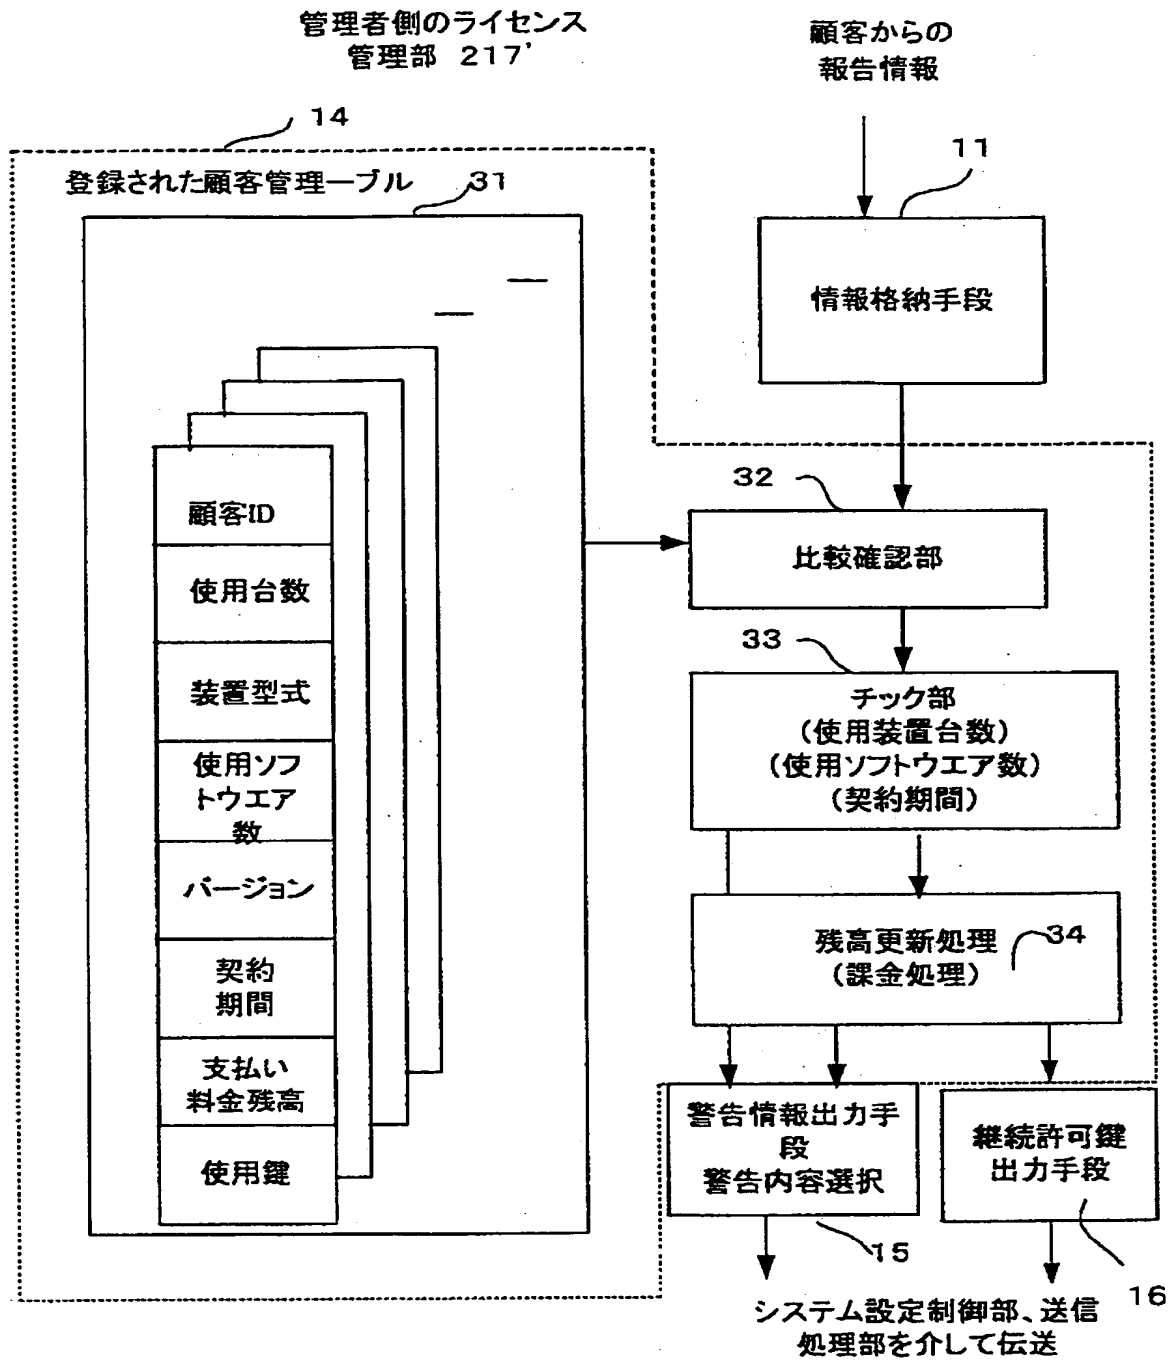 管理者側のライセンス
管理部 217'
顧客からの
報告情報
14
11
登録された顧客管理ーブル
31
情報格納手段
顧客ID
使用台数
装置型式
使用ソフ
トウエア
数
バージョン
契約
期間
支払い
料金残高
使用鍵
32
比較確認部
33
チック部
(使用装置台数)
(使用ソフトウエア数)
(契約期間)
残高更新処理
(課金処理)
34
警告情報出力手
段
警告内容選択
継続許可鍵
出力手段
15
16
システム設定制御部、送信
処理部を介して伝送